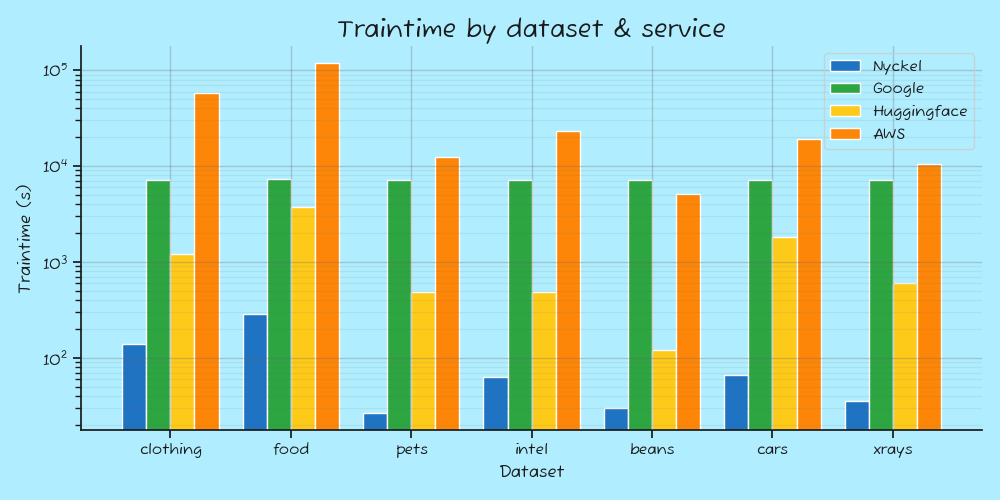 Traintime by dataset & service
Nyckel
Google
Huggingface
AWS
10⁵
10⁴
10³
10²
Traintime (s)
clothing food pets intel beans cars xrays
Dataset